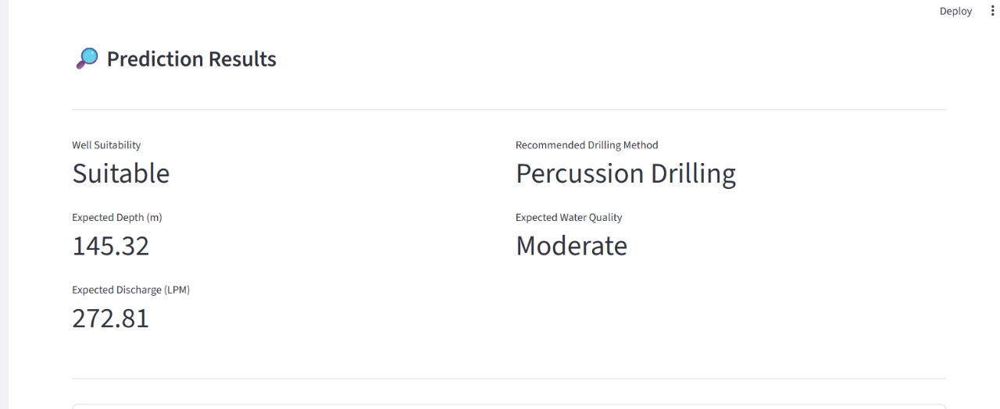 Deploy
Prediction Results
Well Suitability
Suitable
Recommended Drilling Method
Percussion Drilling
Expected Depth (m)
145.32
Expected Water Quality
Moderate
Expected Discharge (LPM)
272.81